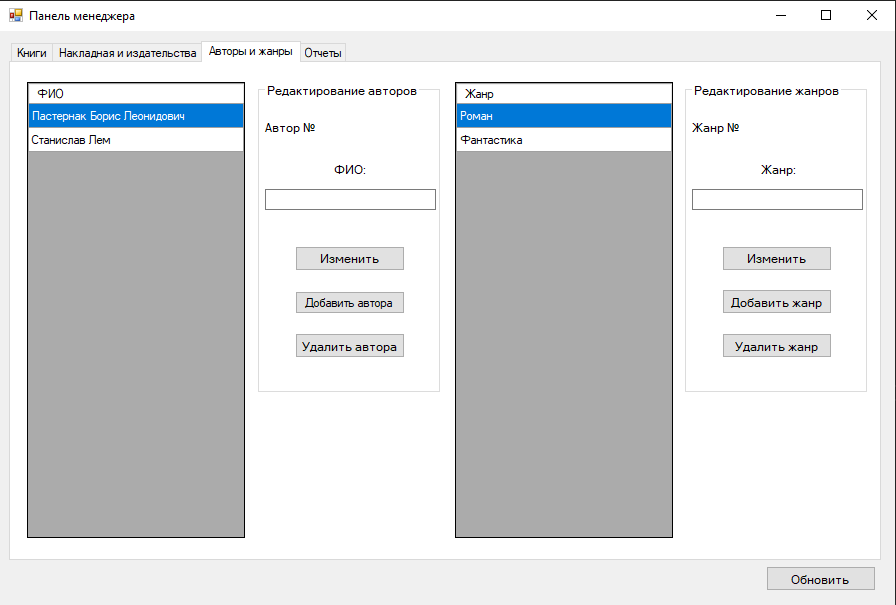 Панель менеджера
Книги
Накладная и издательства
Авторы и жанры
Отчеты
ФИО
Пастернак Борис Леонидович
Станислав Лем
Редактирование авторов
Автор №
ФИО:
Изменить
Добавить автора
Удалить автора
Жанр
Роман
Фантастика
Редактирование жанров
Жанр №
Жанр:
Изменить
Добавить жанр
Удалить жанр
Обновить